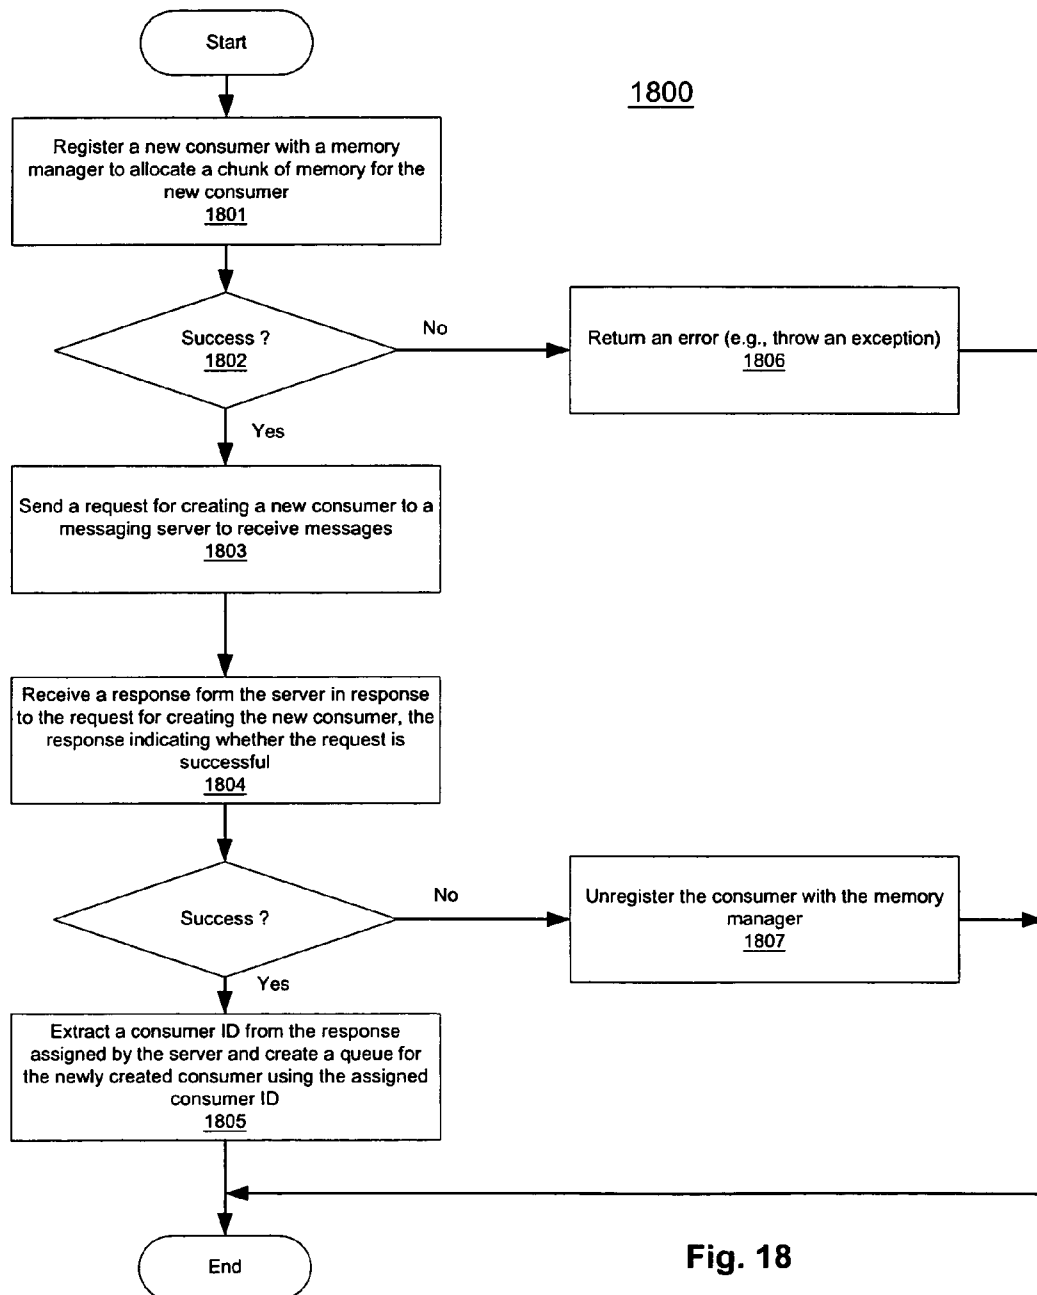 Start
1800
Register a new consumer with a memory
manager to allocate a chunk of memory for the
new consumer
1801
Success ?
1802
No
Return an error (e.g., throw an exception)
1806
Yes
Send a request for creating a new consumer to a
messaging server to receive messages
1803
Receive a response form the server in response
to the request for creating the new consumer, the
response indicating whether the request is
successful
1804
Success ?
No
Unregister the consumer with the memory
manager
1807
Yes
Extract a consumer ID from the response
assigned by the server and create a queue for
the newly created consumer using the assigned
consumer ID
1805
End
Fig. 18